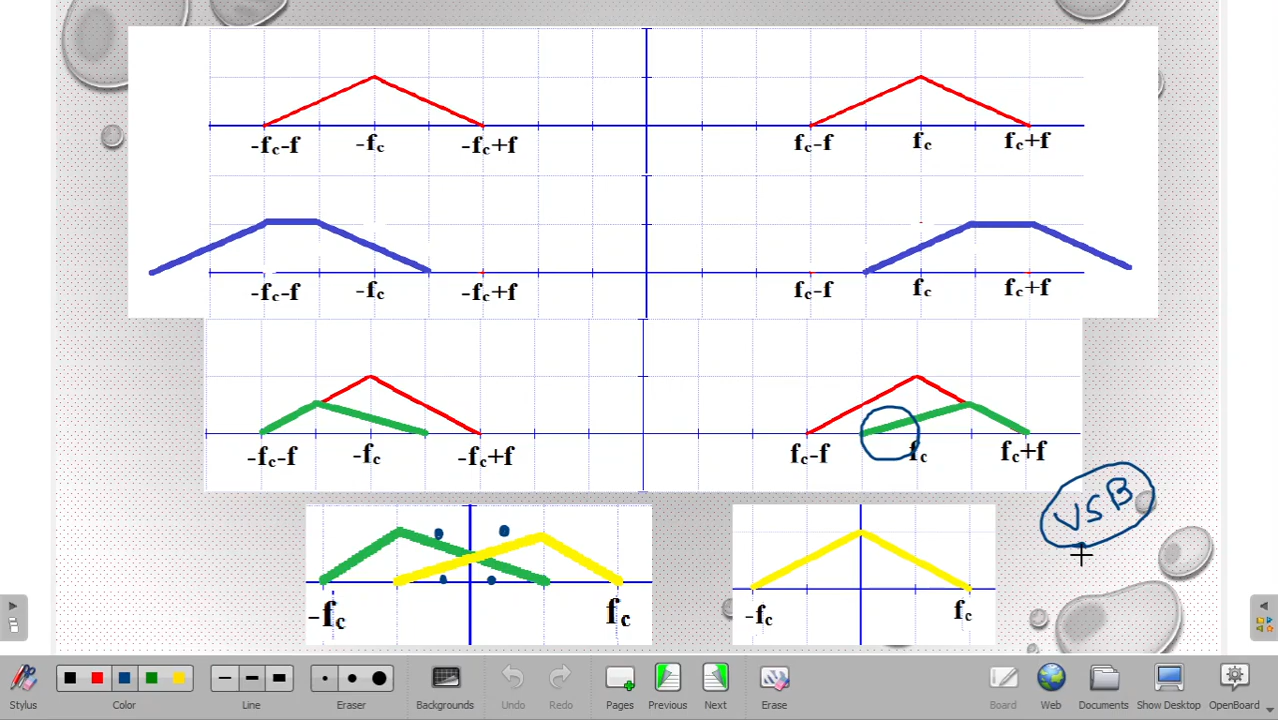 -fc-f -fc -fc+f fc-f fc fc+f
-fc-f -fc -fc+f fc-f fc fc+f
-fc-f -fc -fc+f fc-f fc fc+f
VSB
-fc fc -fc fc
Stylus Color Line Eraser Backgrounds Undo Redo Pages Previous Next Erase Board Web Documents Show Desktop OpenBoard